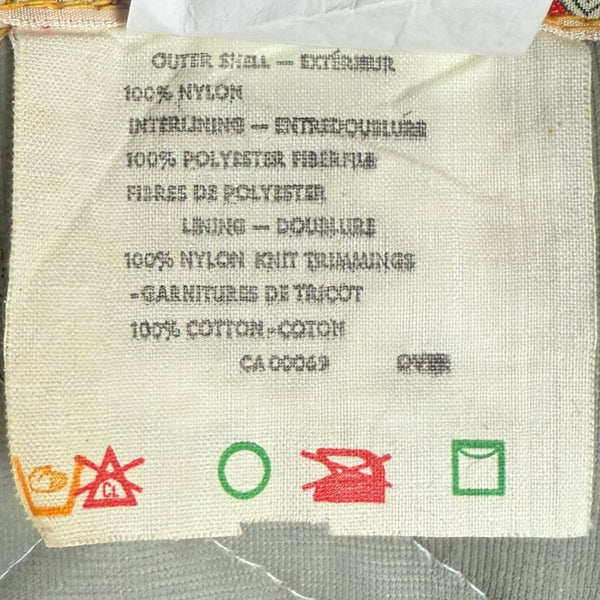 OUTER SHELL — EXTÉRIEUR
100% NYLON
INTERLINING — ENTREDOUBLURE
100% POLYESTER FIBERFILL
FIBRES DE POLYESTER
LINING — DOUBLURE
100% NYLON KNIT TRIMMINGS
-GARNITURES DE TRICOT
100% COTTON-COTON
CA 00069 OVER
CL